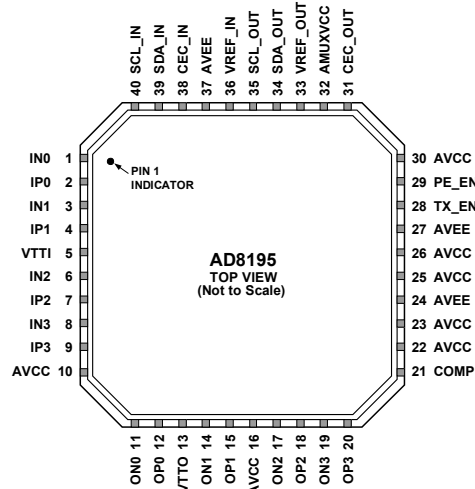 40 SCL_IN
39 SDA_IN
38 CEC_IN
37 AVEE
36 VREF_IN
35 SCL_OUT
34 SDA_OUT
33 VREF_OUT
32 AMUXVCC
31 CEC_OUT
IN0 1
IP0 2
IN1 3
IP1 4
VTTI 5
IN2 6
IP2 7
IN3 8
IP3 9
AVCC 10
PIN 1
INDICATOR
AD8195
TOP VIEW
(Not to Scale)
30 AVCC
29 PE_EN
28 TX_EN
27 AVEE
26 AVCC
25 AVCC
24 AVEE
23 AVCC
22 AVCC
21 COMP
ON0 11
OP0 12
VTTO 13
ON1 14
OP1 15
AVCC 16
ON2 17
OP2 18
ON3 19
OP3 20